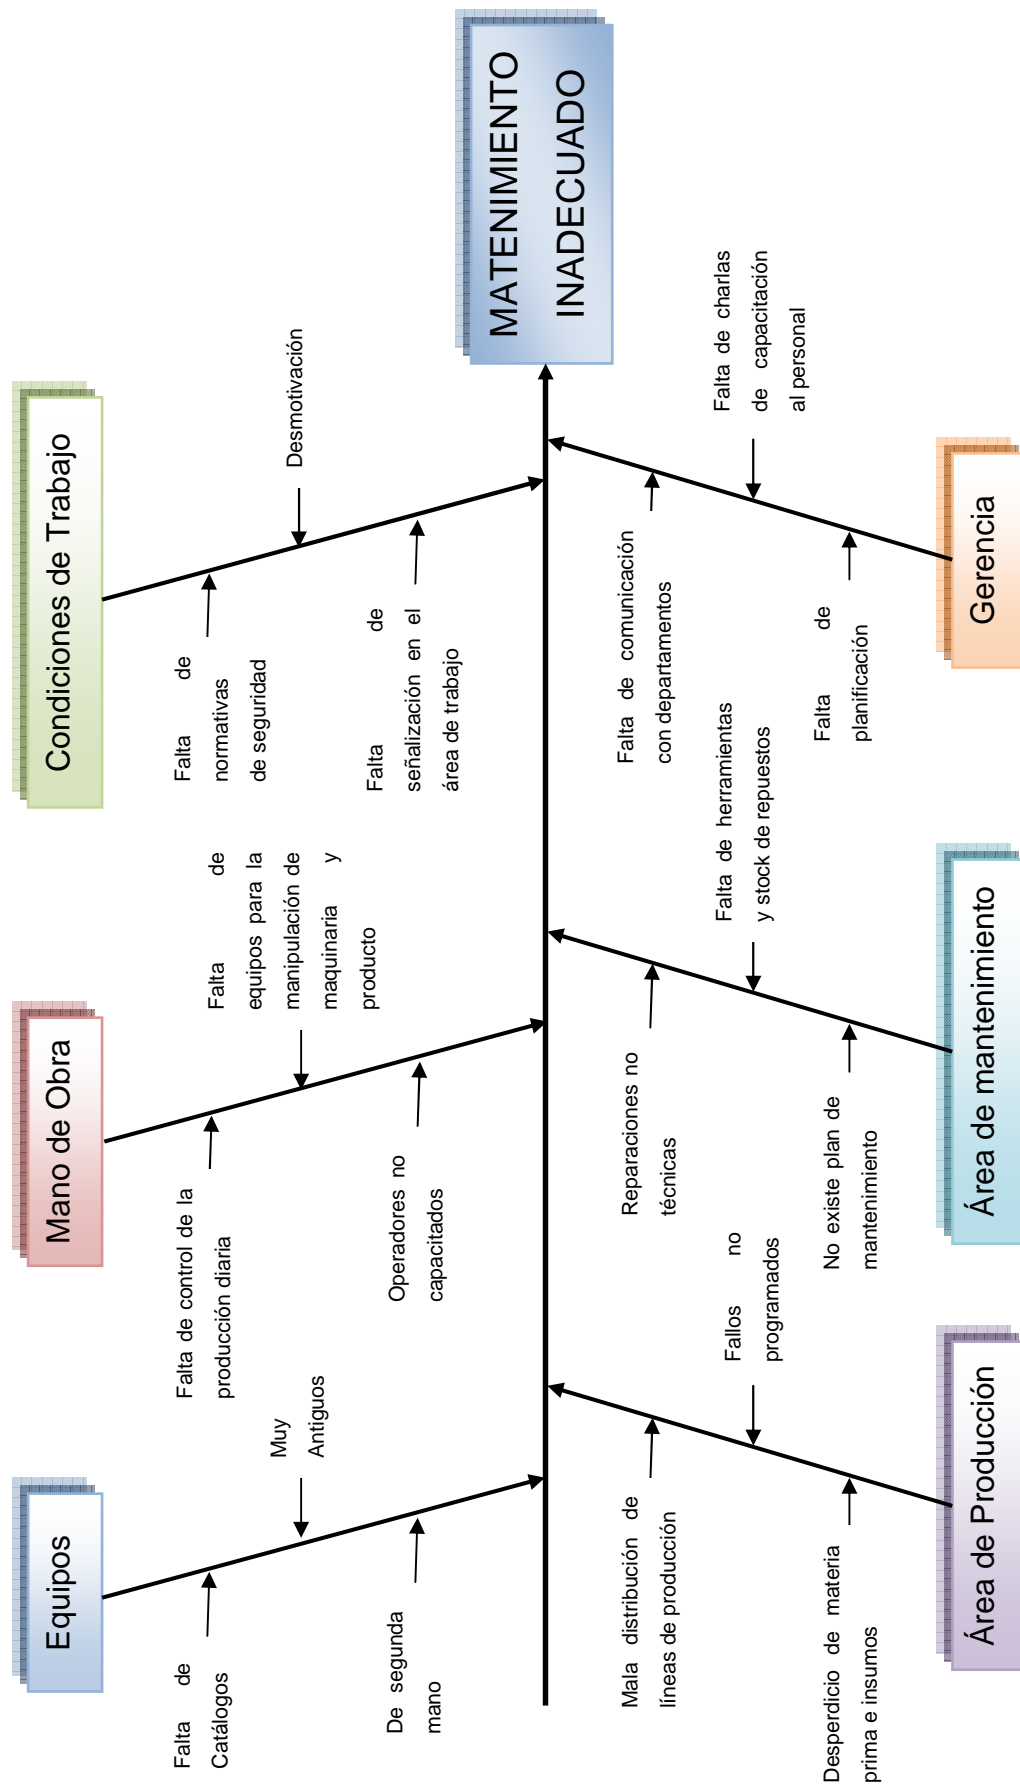 Equipos
Mano de Obra
Condiciones de Trabajo
Falta de
Catálogos
Muy
Antiguos
De segunda
mano
Falta de control de la
producción diaria
Falta de
equipos para la
manipulación de
maquinaria y
producto
Operadores no
capacitados
Falta de
normativas
de seguridad
Desmotivación
Falta de
señalización en el
área de trabajo
MATENIMIENTO
INADECUADO
Mala distribución de
líneas de producción
Fallos no
programados
Desperdicio de materia
prima e insumos
Reparaciones no
técnicas
Falta de herramientas
y stock de repuestos
No existe plan de
mantenimiento
Falta de comunicación
con departamentos
Falta de charlas
de capacitación
al personal
Falta de
planificación
Área de Producción
Área de mantenimiento
Gerencia